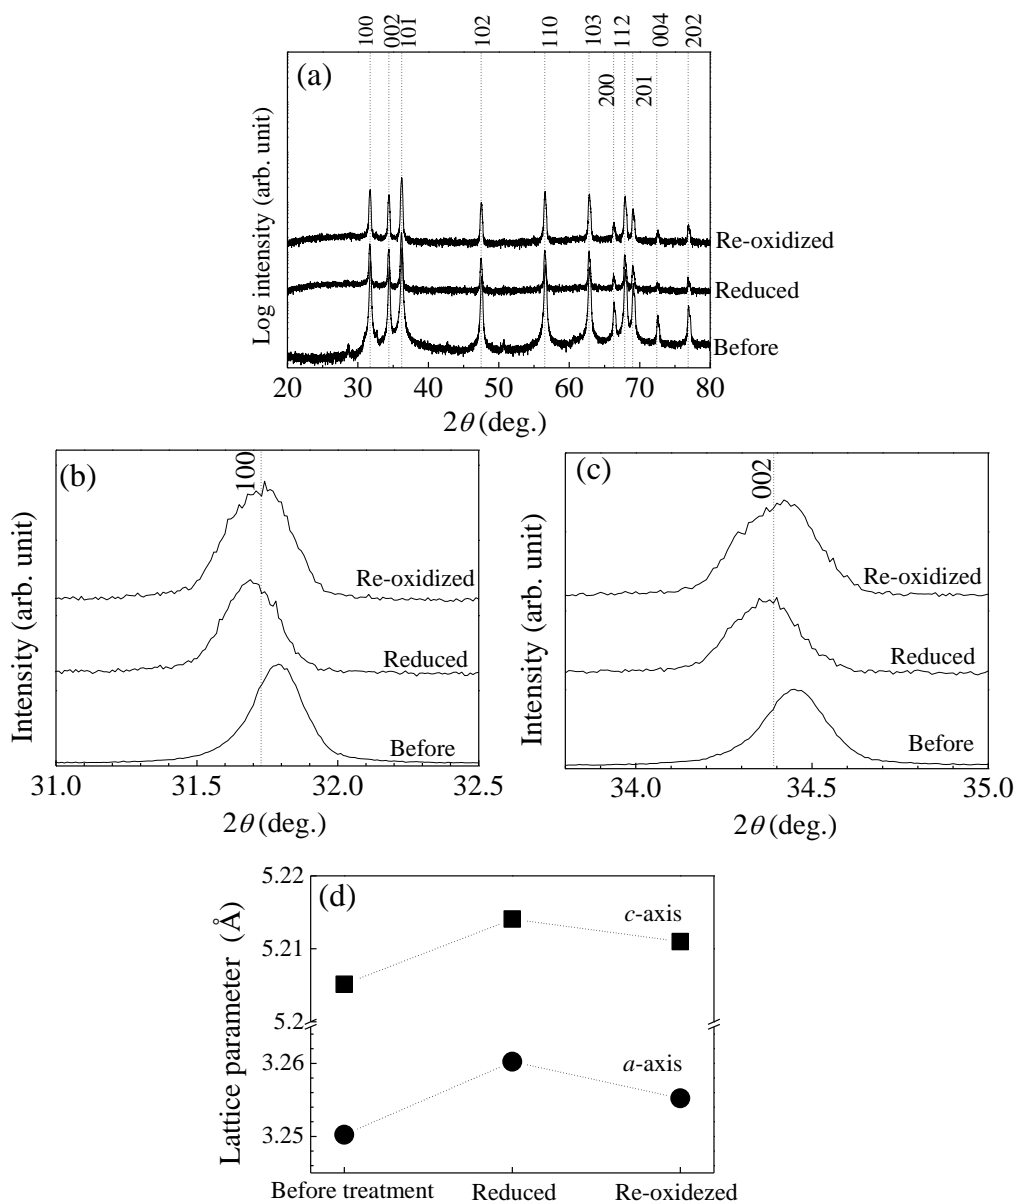 100 002 101 102 110 103 112 004 202
(a)
200 201
Log intensity (arb. unit)
Re-oxidized
Reduced
Before
20 30 40 50 60 70 80
2θ (deg.)
(b)
100
Intensity (arb. unit)
Re-oxidized
Reduced
Before
31.0 31.5 32.0 32.5
2θ (deg.)
(c)
002
Intensity (arb. unit)
Re-oxidized
Reduced
Before
34.0 34.5 35.0
2θ (deg.)
(d)
Lattice parameter (Å)
5.22
5.21
5.2
3.26
3.25
c-axis
a-axis
Before treatment Reduced Re-oxidezed